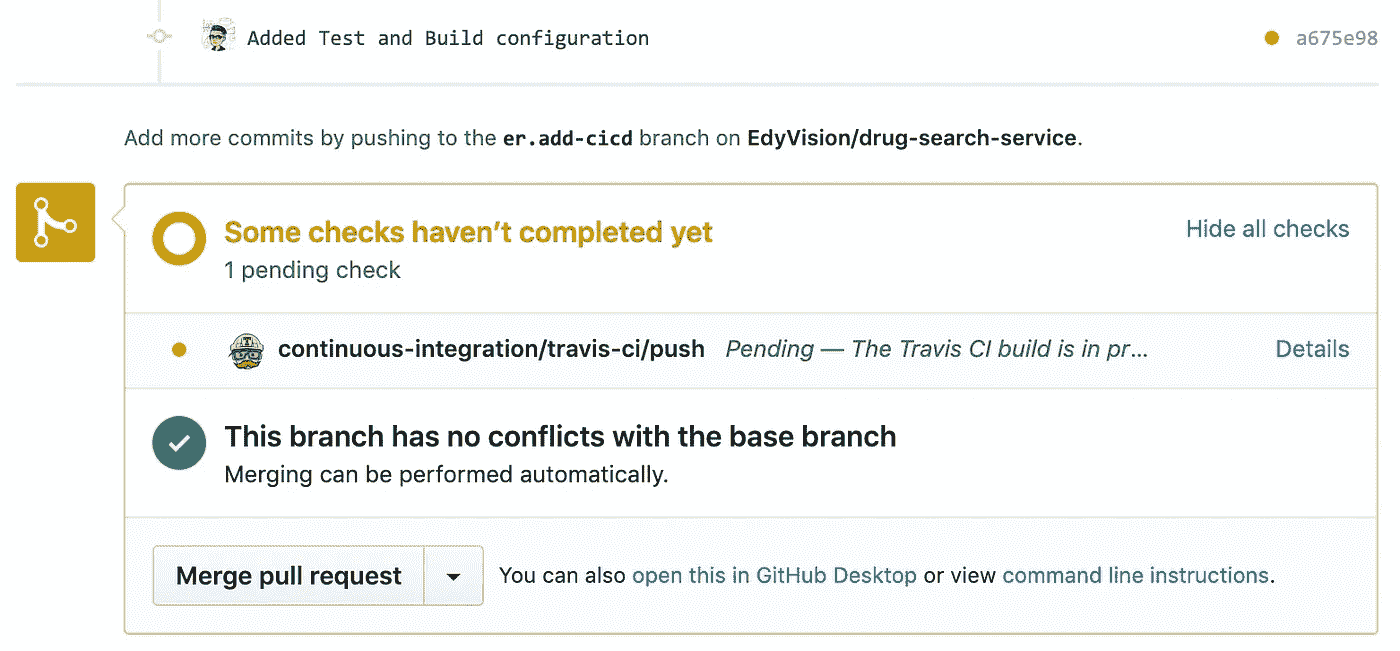 Added Test and Build configuration a675e98
Add more commits by pushing to the er.add-cicd branch on EdyVision/drug-search-service.
Some checks haven’t completed yet Hide all checks
1 pending check
continuous-integration/travis-ci/push Pending — The Travis CI build is in pr... Details
This branch has no conflicts with the base branch
Merging can be performed automatically.
Merge pull request You can also open this in GitHub Desktop or view command line instructions.